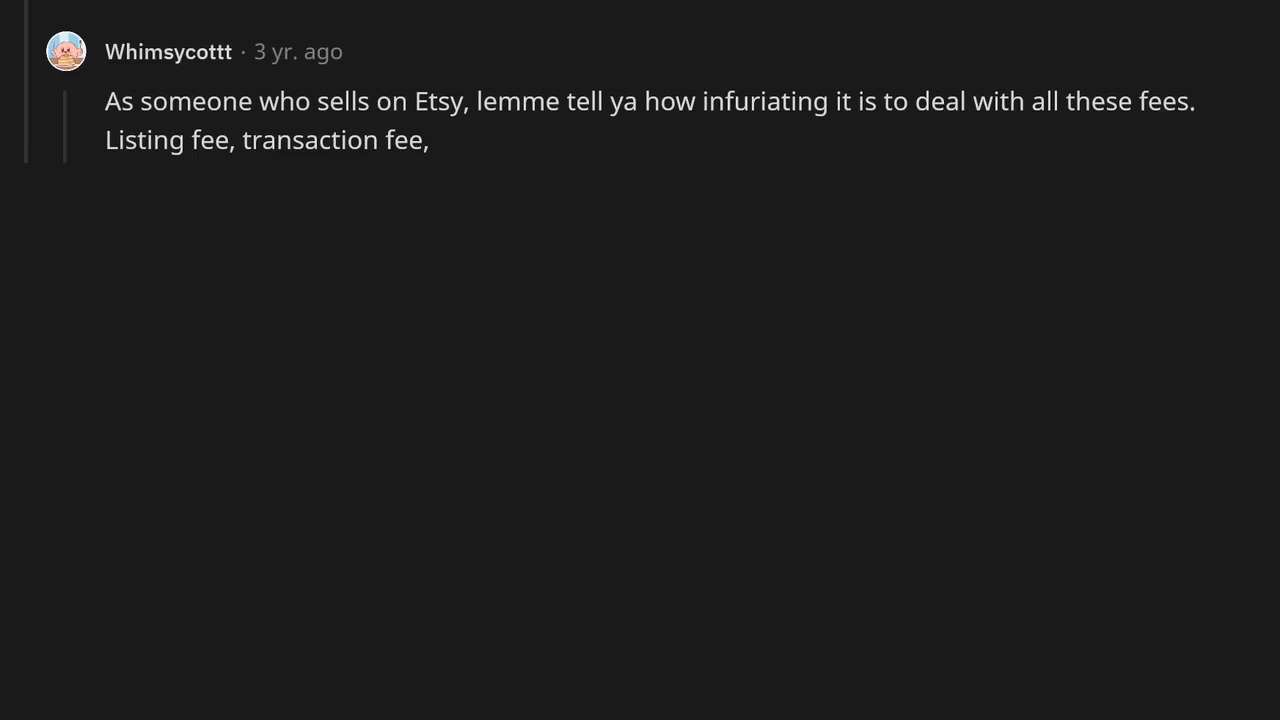 Whimsycottt · 3 yr. ago
As someone who sells on Etsy, lemme tell ya how infuriating it is to deal with all these fees.
Listing fee, transaction fee,